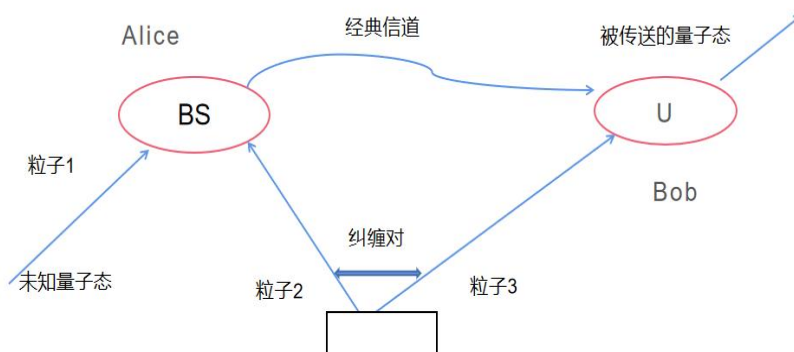 Alice
经典信道
被传送的量子态
BS
U
粒子1
Bob
纠缠对
未知量子态
粒子2
粒子3